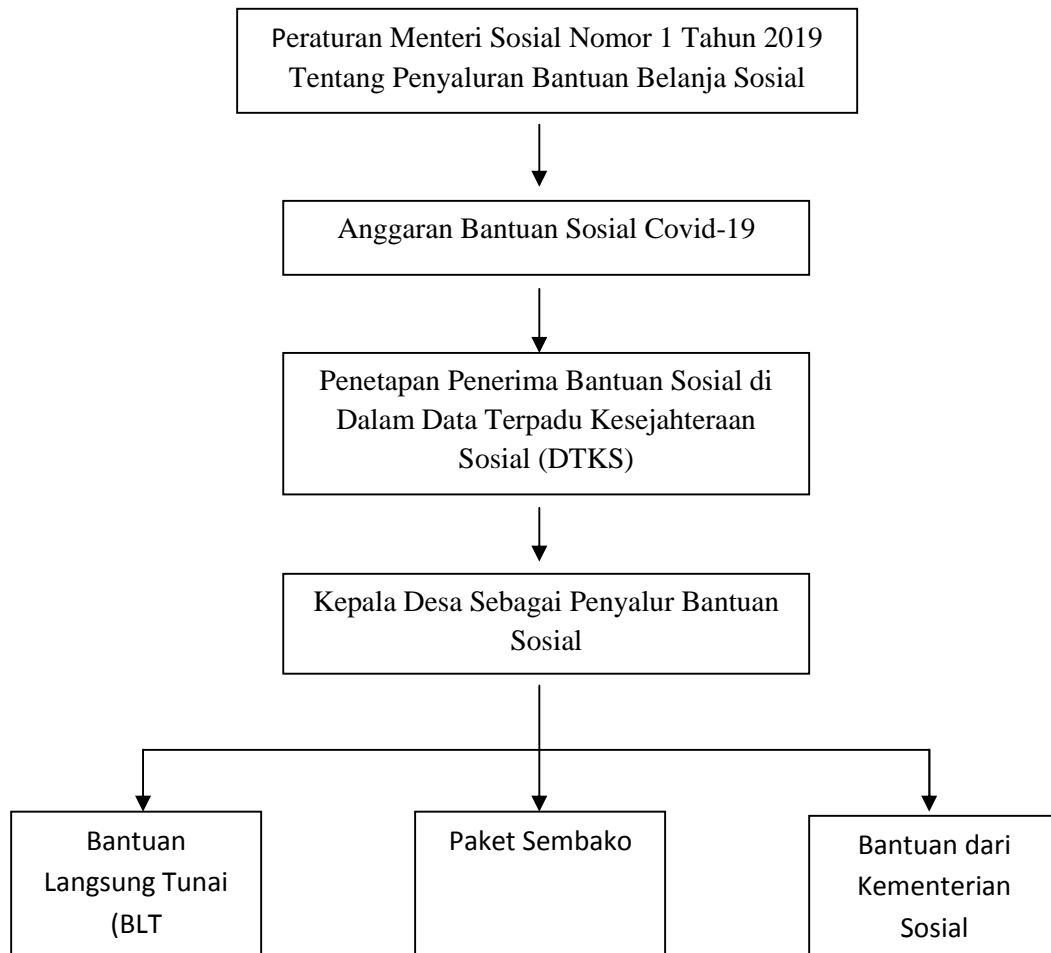 Peraturan Menteri Sosial Nomor 1 Tahun 2019
Tentang Penyaluran Bantuan Belanja Sosial
Anggaran Bantuan Sosial Covid-19
Penetapan Penerima Bantuan Sosial di
Dalam Data Terpadu Kesejahteraan
Sosial (DTKS)
Kepala Desa Sebagai Penyalur Bantuan
Sosial
Bantuan
Langsung Tunai
(BLT
Paket Sembako
Bantuan dari
Kementerian
Sosial